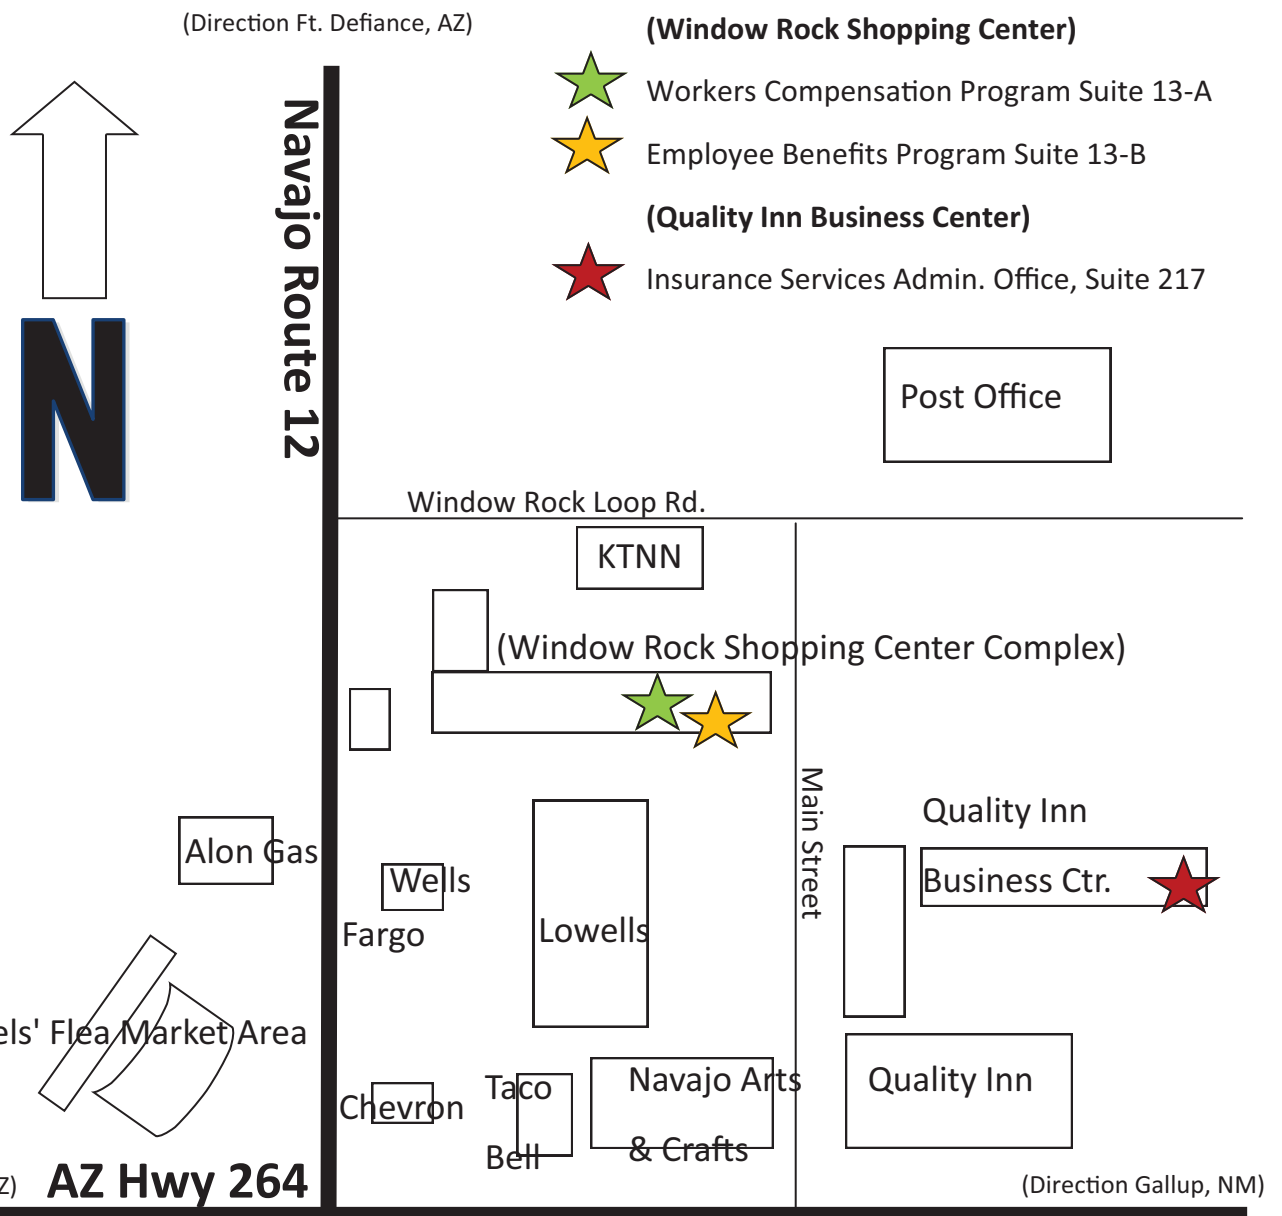 (Direction Ft. Defiance, AZ)
(Window Rock Shopping Center)
Workers Compensation Program Suite 13-A
Employee Benefits Program Suite 13-B
(Quality Inn Business Center)
Insurance Services Admin. Office, Suite 217
Navajo Route 12
N
Post Office
Window Rock Loop Rd.
KTNN
(Window Rock Shopping Center Complex)
Main Street
Quality Inn
Business Ctr.
Alon Gas
Wells
Fargo
Lowells
els' Flea Market Area
Chevron
Taco
Bell
Navajo Arts
& Crafts
Quality Inn
Z)
AZ Hwy 264
(Direction Gallup, NM)